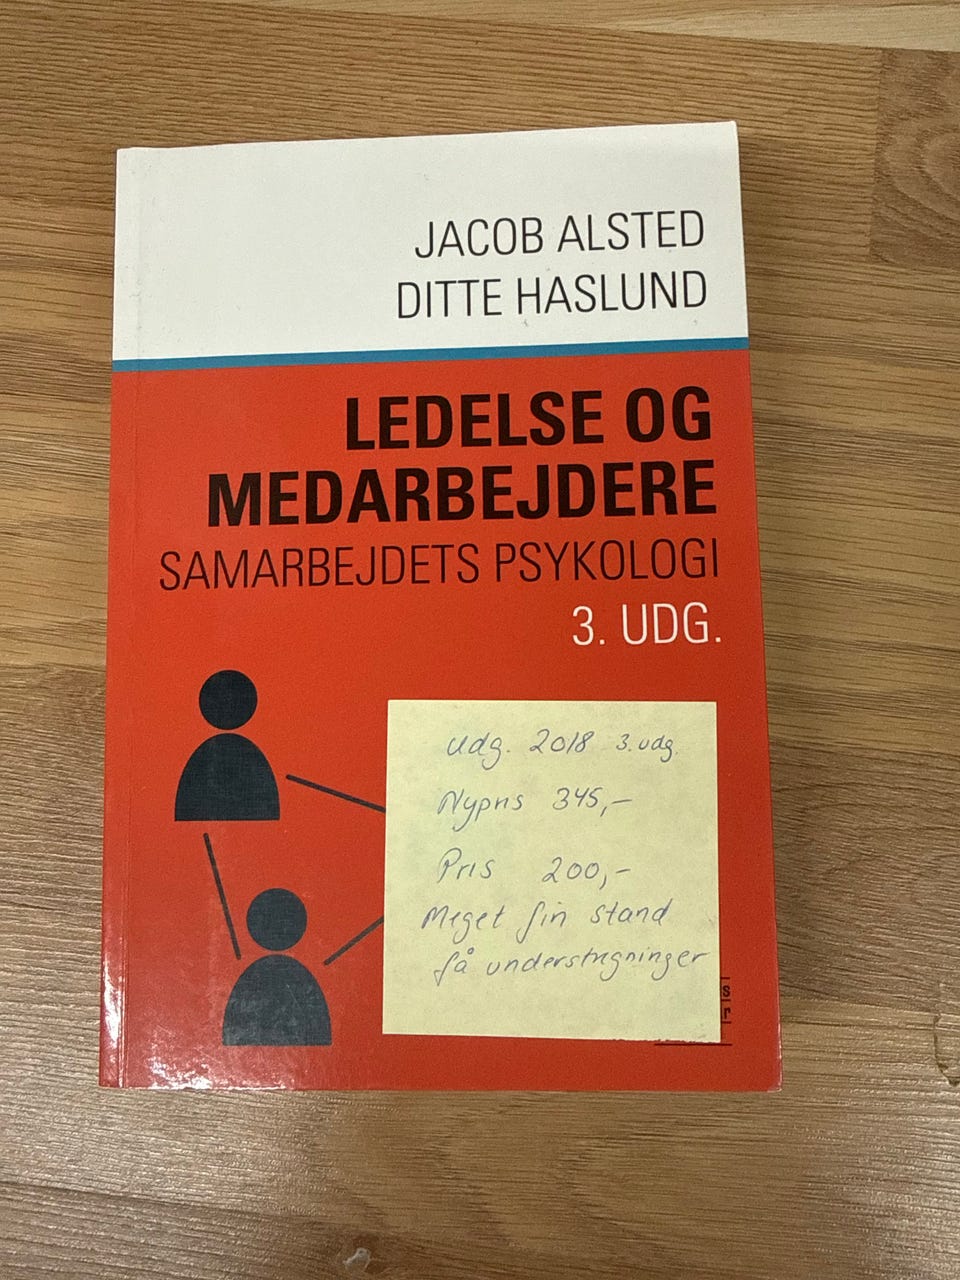 JACOB ALSTED
DITTE HASLUND
LEDELSE OG
MEDARBEJDERE
SAMARBEJDETS PSYKOLOGI
3. UDG.
Udg. 2018 3. udg.
Nypris 345,-
Pris 200,-
Meget fin stand
få understregninger
s
r